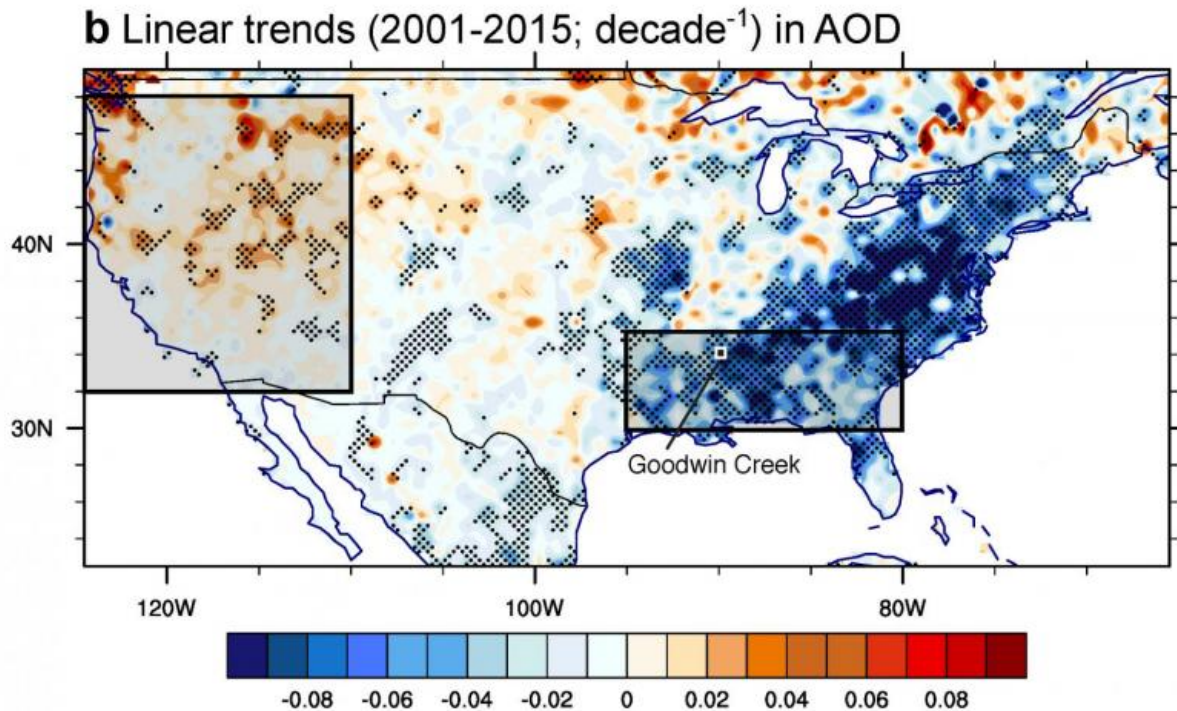 b Linear trends (2001-2015; decade⁻¹) in AOD
40N
30N
Goodwin Creek
120W 100W 80W
-0.08 -0.06 -0.04 -0.02 0 0.02 0.04 0.06 0.08